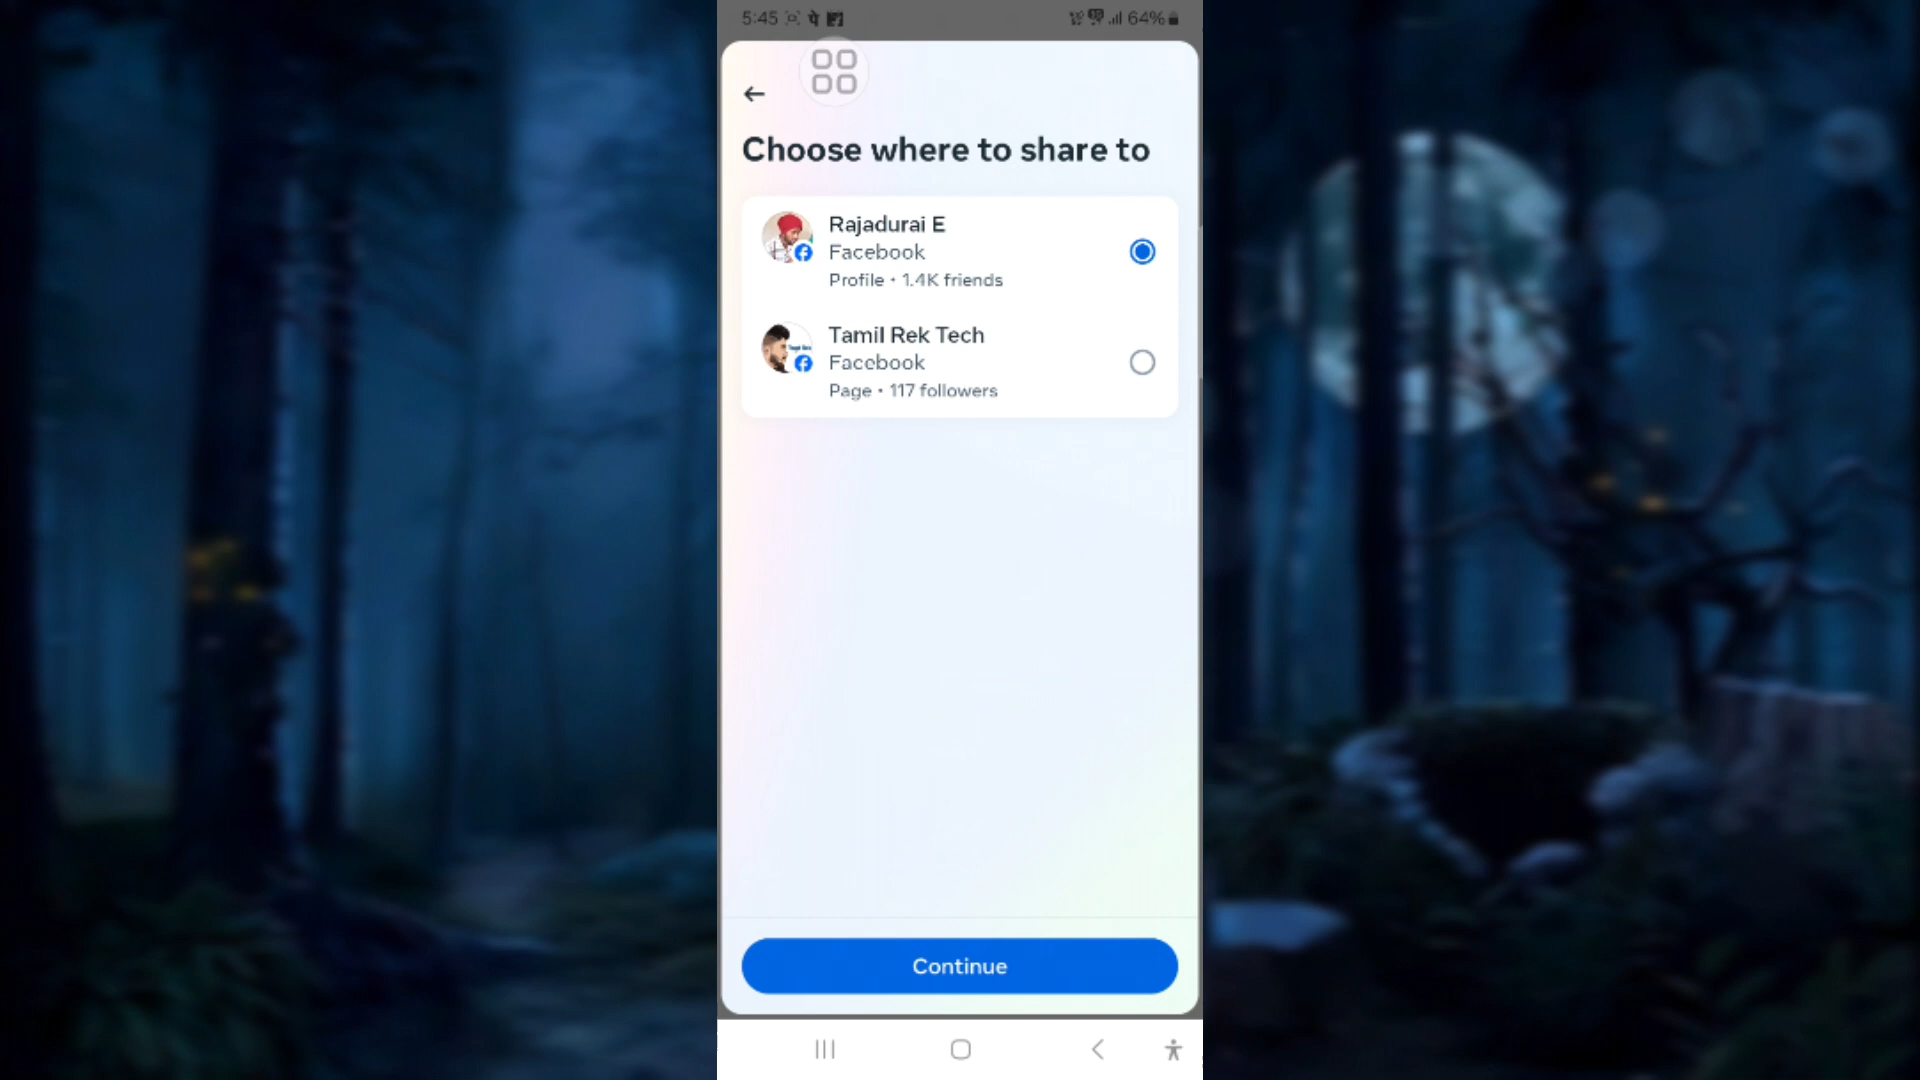 5:45
64%
Choose where to share to
Rajadurai E
Facebook
Profile • 1.4K friends
Tamil Rek Tech
Facebook
Page • 117 followers
Continue